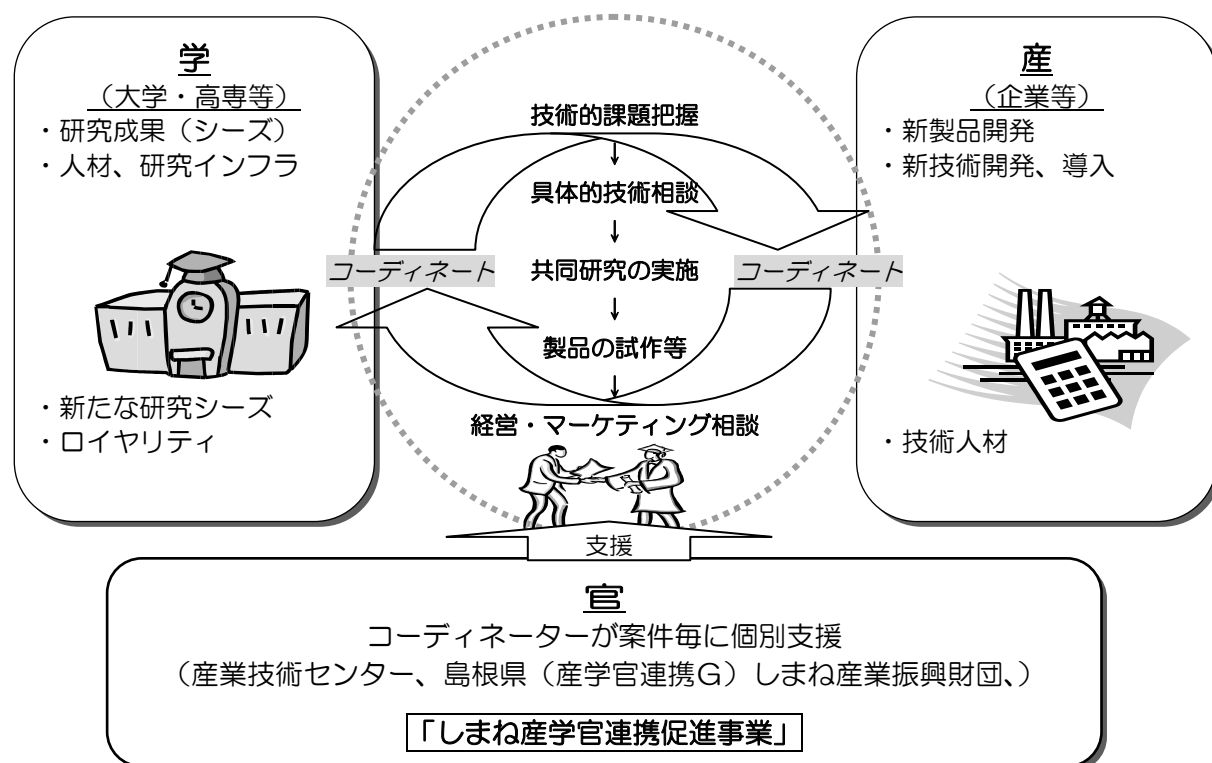 学
（大学・高専等）
・研究成果（シーズ）
・人材、研究インフラ
・新たな研究シーズ
・ロイヤリティ
技術的課題把握
↓
具体的技術相談
↓
コーディネート
共同研究の実施
コーディネート
↓
製品の試作等
↓
経営・マーケティング相談
産
（企業等）
・新製品開発
・新技術開発、導入
・技術人材
支援
官
コーディネーターが案件毎に個別支援
（産業技術センター、島根県（産学官連携Ｇ）しまね産業振興財団、）
「しまね産学官連携促進事業」